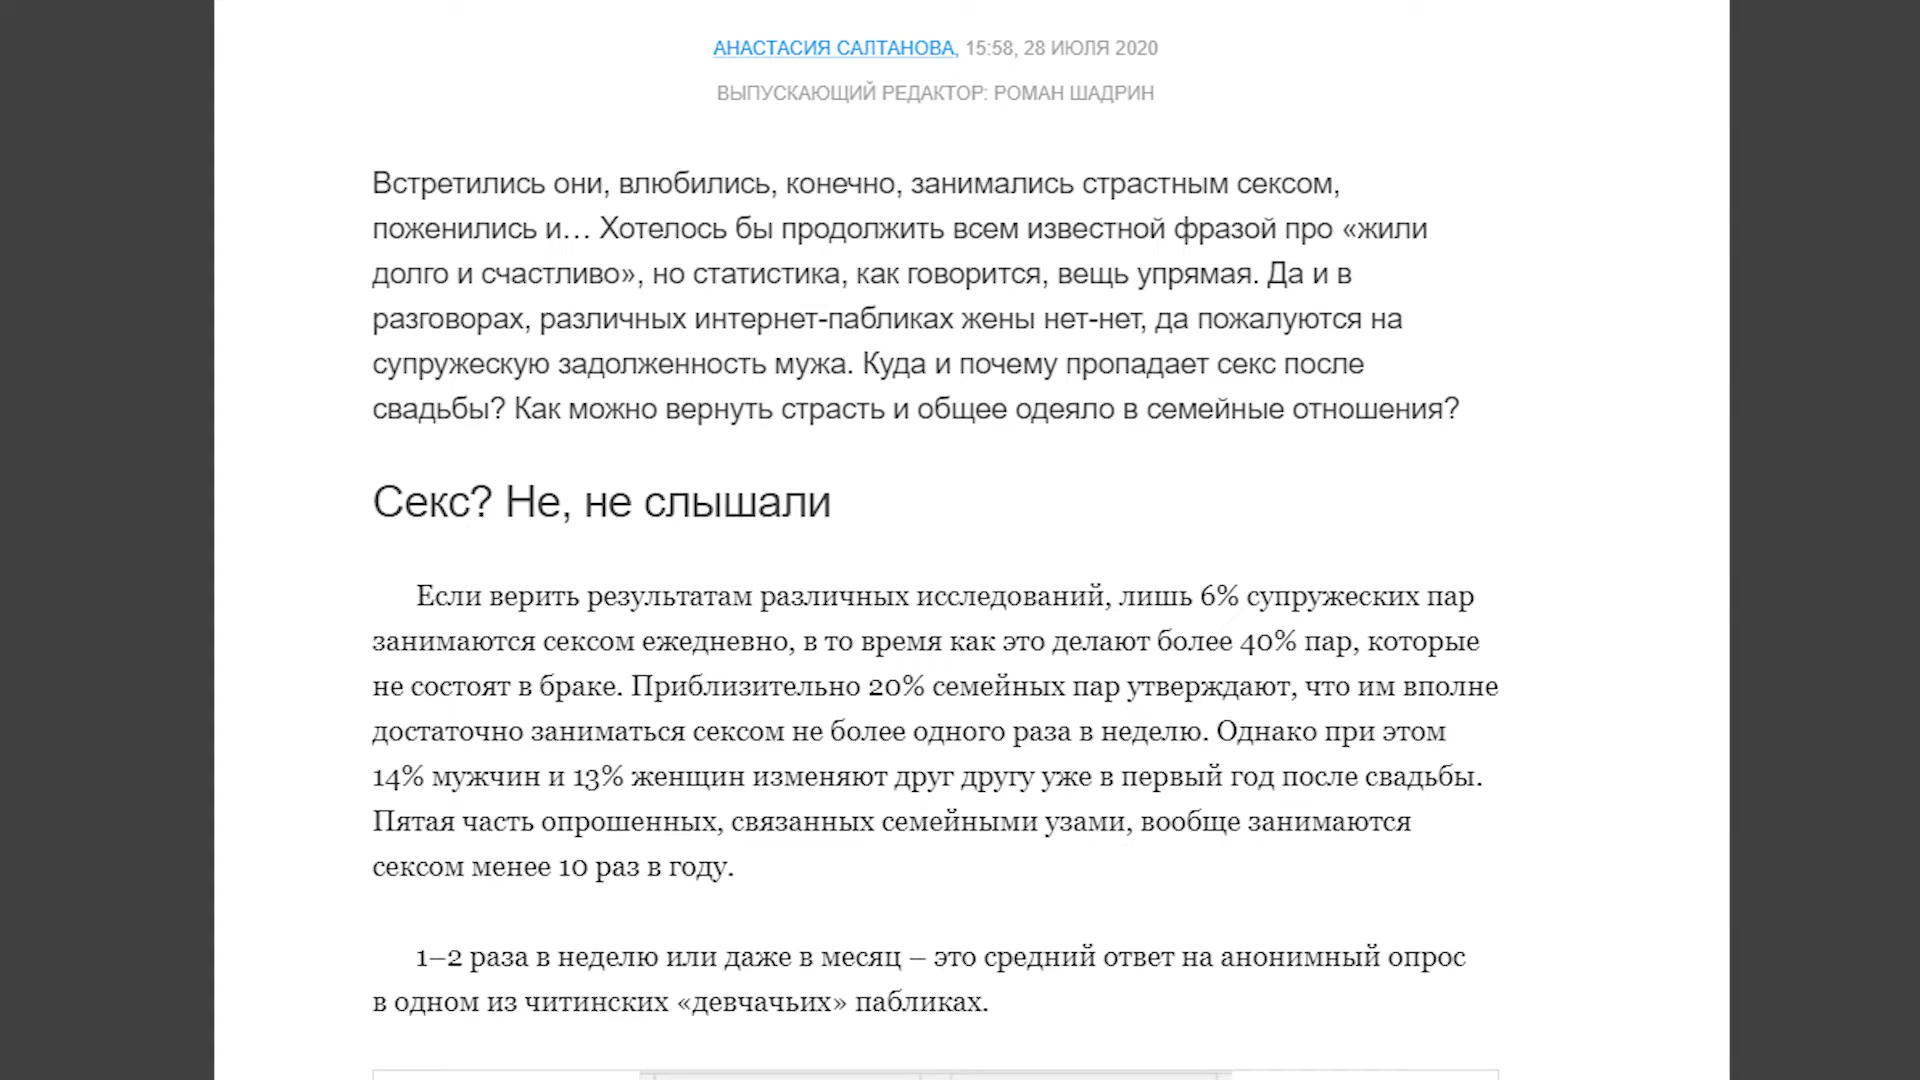 АНАСТАСИЯ САЛТАНОВА, 15:58, 28 ИЮЛЯ 2020
ВЫПУСКАЮЩИЙ РЕДАКТОР: РОМАН ШАДРИН
Встретились они, влюбились, конечно, занимались страстным сексом,
поженились и… Хотелось бы продолжить всем известной фразой про «жили
долго и счастливо», но статистика, как говорится, вещь упрямая. Да и в
разговорах, различных интернет-пабликах жены нет-нет, да пожалуются на
супружескую задолженность мужа. Куда и почему пропадает секс после
свадьбы? Как можно вернуть страсть и общее одеяло в семейные отношения?
Секс? Не, не слышали
Если верить результатам различных исследований, лишь 6% супружеских пар
занимаются сексом ежедневно, в то время как это делают более 40% пар, которые
не состоят в браке. Приблизительно 20% семейных пар утверждают, что им вполне
достаточно заниматься сексом не более одного раза в неделю. Однако при этом
14% мужчин и 13% женщин изменяют друг другу уже в первый год после свадьбы.
Пятая часть опрошенных, связанных семейными узами, вообще занимаются
сексом менее 10 раз в году.
1–2 раза в неделю или даже в месяц – это средний ответ на анонимный опрос
в одном из читинских «девчачьих» пабликах.